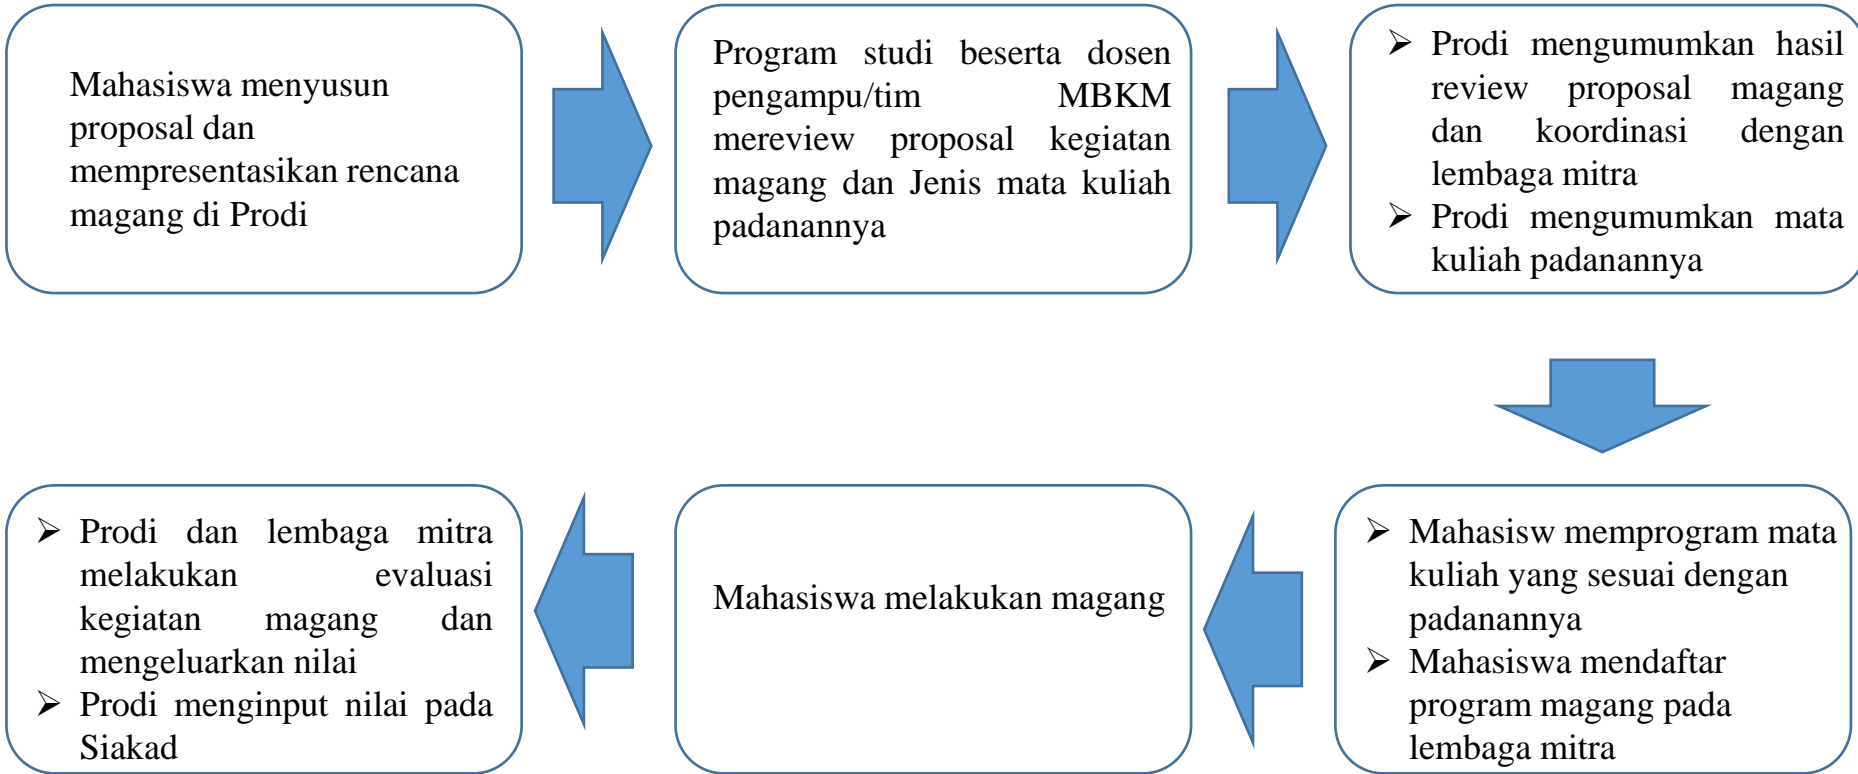 Mahasiswa menyusun
proposal dan
mempresentasikan rencana
magang di Prodi
Program studi beserta dosen
pengampu/tim MBKM
mereview proposal kegiatan
magang dan Jenis mata kuliah
padanannya
➢ Prodi mengumumkan hasil
review proposal magang
dan koordinasi dengan
lembaga mitra
➢ Prodi mengumumkan mata
kuliah padanannya
➢ Mahasisw memprogram mata
kuliah yang sesuai dengan
padanannya
➢ Mahasiswa mendaftar
program magang pada
lembaga mitra
Mahasiswa melakukan magang
➢ Prodi dan lembaga mitra
melakukan evaluasi
kegiatan magang dan
mengeluarkan nilai
➢ Prodi menginput nilai pada
Siakad